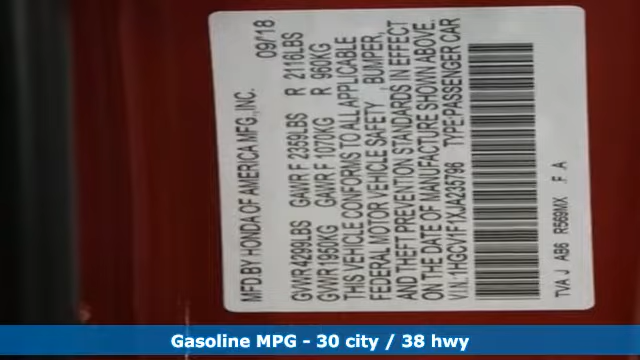 MFD.BY HONDA OF AMERICA MFG.,INC. 09/18
GVWR 4299LBS GAWR F 2359LBS R 2116LBS
GVWR 1950KG GAWR F 1070KG R 960KG
THIS VEHICLE CONFORMS TO ALL APPLICABLE
FEDERAL MOTOR VEHICLE SAFETY , BUMPER,
AND THEFT PREVENTION STANDARDS IN EFFECT
ON THE DATE OF MANUFACTURE SHOWN ABOVE.
V.I.N.:1HGCV1F1XJA235796 TYPE:PASSENGER CAR
TVA J AB6 R569MX F A
Gasoline MPG - 30 city / 38 hwy